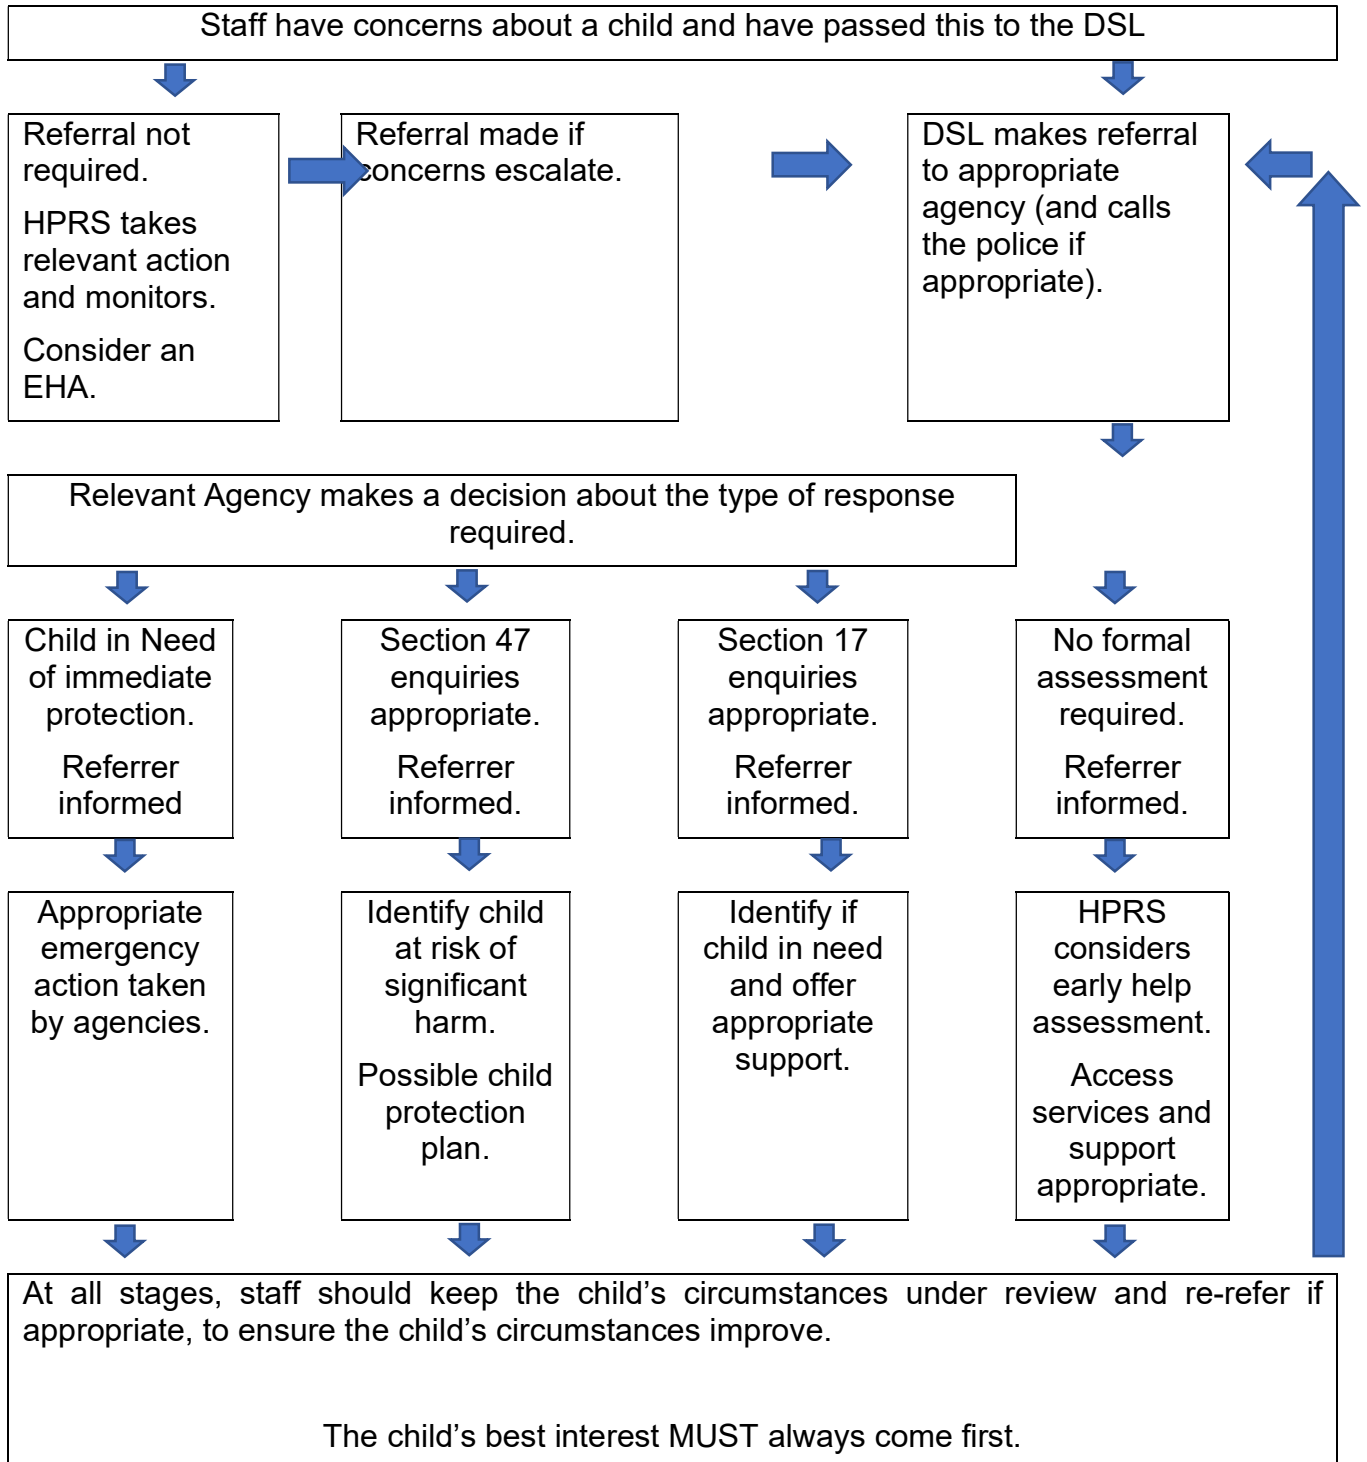 Staff have concerns about a child and have passed this to the DSL
Referral not
required.
HPRS takes
relevant action
and monitors.
Consider an
EHA.
Referral made if
concerns escalate.
DSL makes referral
to appropriate
agency (and calls
the police if
appropriate).
Relevant Agency makes a decision about the type of response
required.
Child in Need
of immediate
protection.
Referrer
informed
Section 47
enquiries
appropriate.
Referrer
informed.
Section 17
enquiries
appropriate.
Referrer
informed.
No formal
assessment
required.
Referrer
informed.
Appropriate
emergency
action taken
by agencies.
Identify child
at risk of
significant
harm.
Possible child
protection
plan.
Identify if
child in need
and offer
appropriate
support.
HPRS
considers
early help
assessment.
Access
services and
support
appropriate.
At all stages, staff should keep the child’s circumstances under review and re-refer if
appropriate, to ensure the child’s circumstances improve.
The child’s best interest MUST always come first.